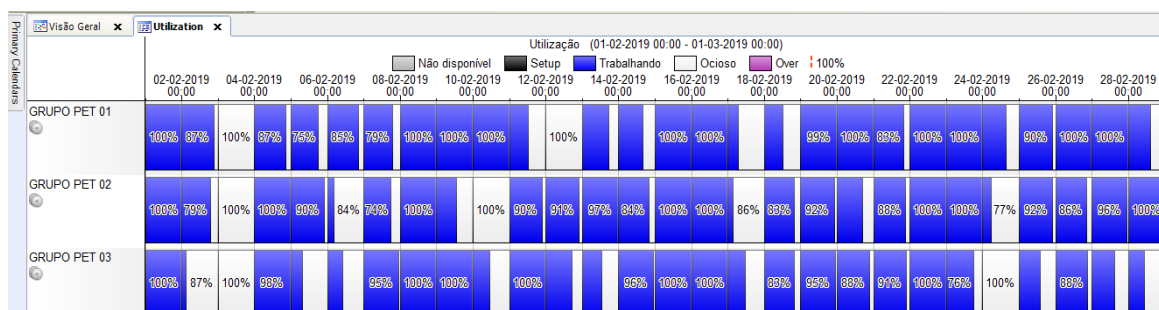 Primary Calendars
Visão Geral x Utilization x
Utilização (01-02-2019 00:00 - 01-03-2019 00:00)
Não disponível Setup Trabalhando Ocioso Over 100%
02-02-2019 04-02-2019 06-02-2019 08-02-2019 10-02-2019 12-02-2019 14-02-2019 16-02-2019 18-02-2019 20-02-2019 22-02-2019 24-02-2019 26-02-2019 28-02-2019
00:00 00:00 00:00 00:00 00:00 00:00 00:00 00:00 00:00 00:00 00:00 00:00 00:00 00:00
GRUPO PET 01
100% 87% 100% 87% 75% 85% 79% 100% 100% 100% 100% 100% 100% 99% 100% 83% 100% 100% 90% 100% 100%
GRUPO PET 02
100% 79% 100% 100% 90% 84% 74% 100% 100% 90% 91% 97% 84% 100% 100% 86% 83% 92% 88% 100% 100% 77% 92% 86% 96% 100%
GRUPO PET 03
100% 87% 100% 98% 95% 100% 100% 100% 96% 100% 100% 83% 95% 88% 91% 100% 76% 100% 88%